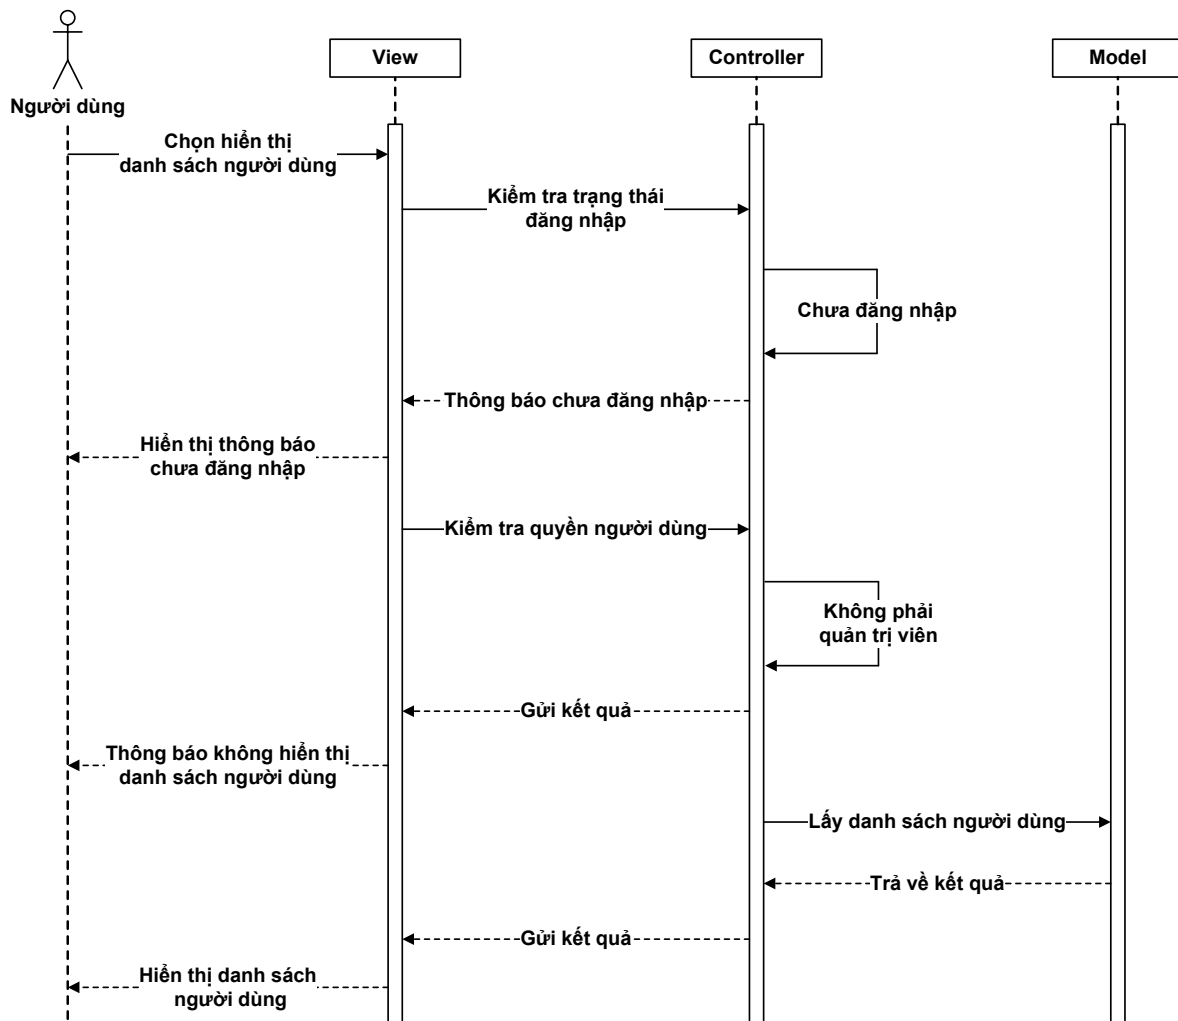 View
Controller
Model
Người dùng
Chọn hiển thị
danh sách người dùng
Kiểm tra trạng thái
đăng nhập
Chưa đăng nhập
Thông báo chưa đăng nhập
Hiển thị thông báo
chưa đăng nhập
Kiểm tra quyền người dùng
Không phải
quản trị viên
Gửi kết quả
Thông báo không hiển thị
danh sách người dùng
Lấy danh sách người dùng
Trả về kết quả
Gửi kết quả
Hiển thị danh sách
người dùng